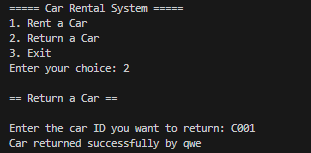 ===== Car Rental System =====
1. Rent a Car
2. Return a Car
3. Exit
Enter your choice: 2
== Return a Car ==
Enter the car ID you want to return: C001
Car returned successfully by qwe